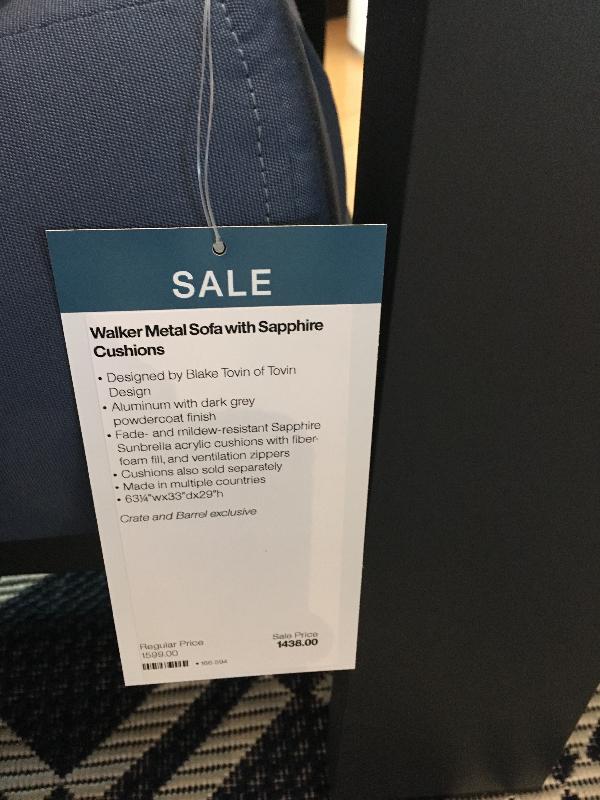 SALE
Walker Metal Sofa with Sapphire
Cushions
• Designed by Blake Tovin of Tovin
Design
• Aluminum with dark grey
powdercoat finish
• Fade- and mildew-resistant Sapphire
Sunbrella acrylic cushions with fiber-
foam fill, and ventilation zippers
• Cushions also sold separately
• Made in multiple countries
• 63¼"wx33"dx29"h
Crate and Barrel exclusive
Regular Price
1599.00
Sale Price
1438.00
• 166-594